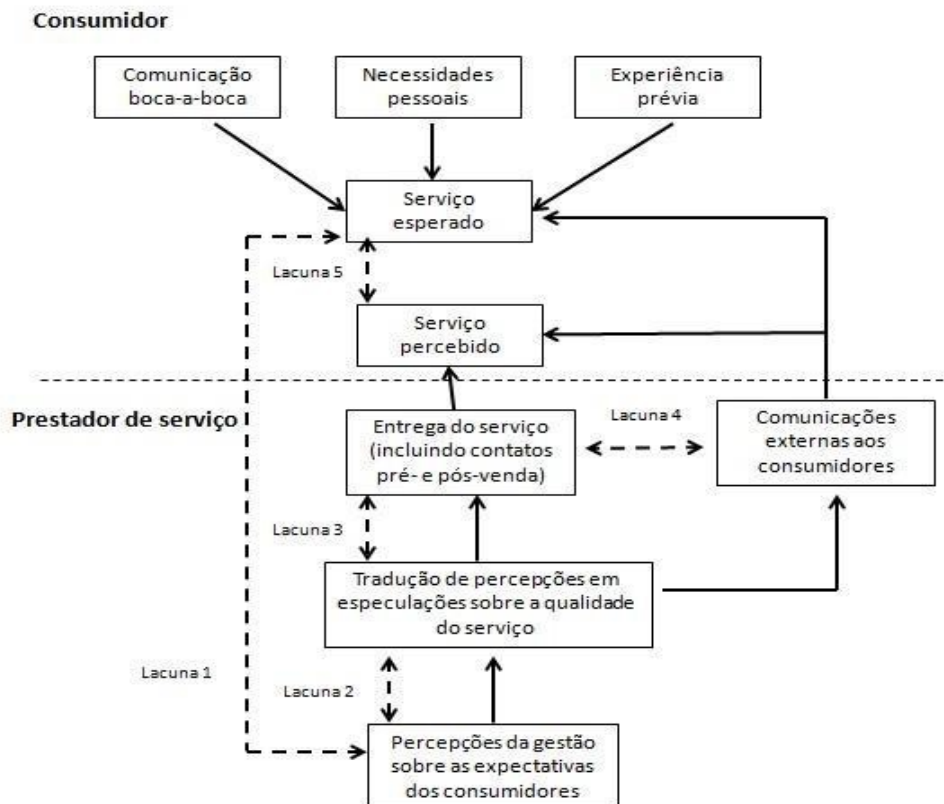 Consumidor
Comunicação
boca-a-boca
Necessidades
pessoais
Experiência
prévia
Serviço
esperado
Lacuna 5
Serviço
percebido
Prestador de serviço
Entrega do serviço
(incluindo contatos
pré- e pós-venda)
Lacuna 4
Comunicações
externas aos
consumidores
Lacuna 3
Tradução de percepções em
especulações sobre a qualidade
do serviço
Lacuna 1
Lacuna 2
Percepções da gestão
sobre as expectativas
dos consumidores